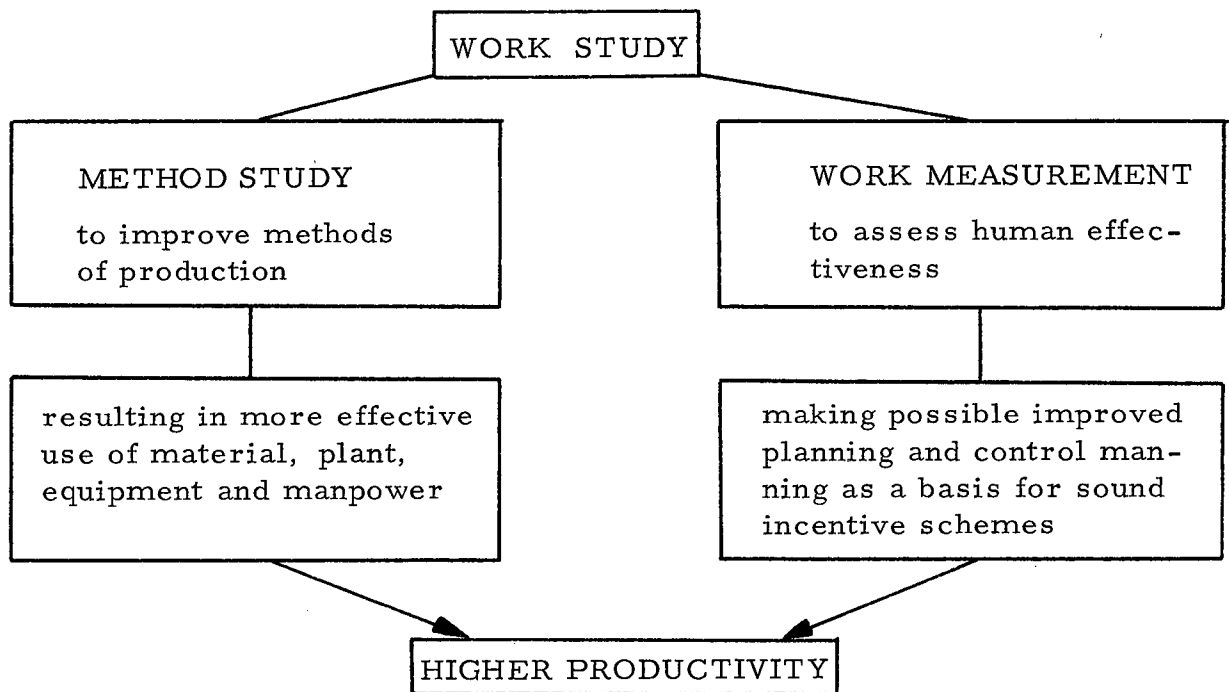 WORK STUDY
METHOD STUDY
to improve methods
of production
WORK MEASUREMENT
to assess human effec-
tiveness
resulting in more effective
use of material, plant,
equipment and manpower
making possible improved
planning and control man-
ning as a basis for sound
incentive schemes
HIGHER PRODUCTIVITY